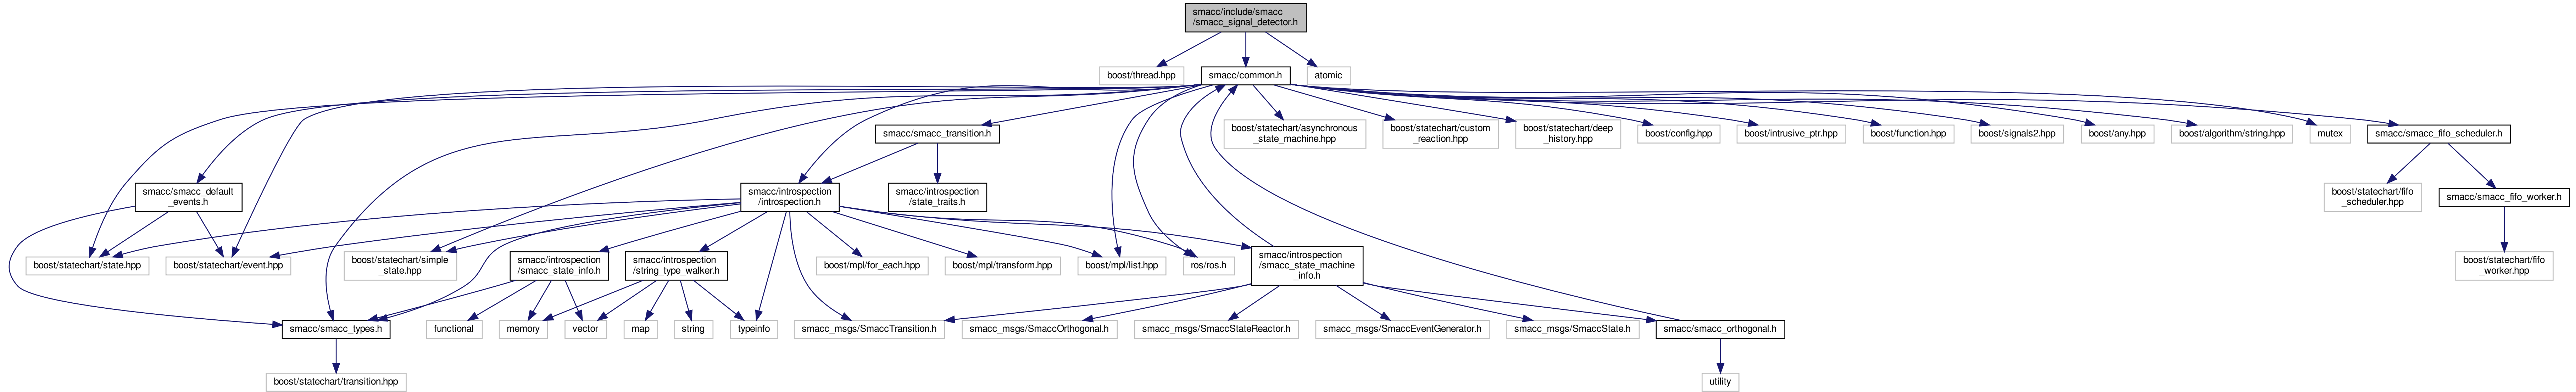 smacc/include/smacc
/smacc_signal_detector.h
boost/thread.hpp
smacc/common.h
atomic
smacc/smacc_transition.h
boost/statechart/asynchronous
_state_machine.hpp
boost/statechart/custom
_reaction.hpp
boost/statechart/deep
_history.hpp
boost/config.hpp
boost/intrusive_ptr.hpp
boost/function.hpp
boost/signals2.hpp
boost/any.hpp
boost/algorithm/string.hpp
mutex
smacc/smacc_fifo_scheduler.h
smacc/smacc_default
_events.h
smacc/introspection
/introspection.h
smacc/introspection
/state_traits.h
boost/statechart/fifo
_scheduler.hpp
smacc/smacc_fifo_worker.h
boost/statechart/state.hpp
boost/statechart/event.hpp
boost/statechart/simple
_state.hpp
smacc/introspection
/smacc_state_info.h
smacc/introspection
/string_type_walker.h
boost/mpl/for_each.hpp
boost/mpl/transform.hpp
boost/mpl/list.hpp
ros/ros.h
smacc/introspection
/smacc_state_machine
_info.h
boost/statechart/fifo
_worker.hpp
smacc/smacc_types.h
functional
memory
vector
map
string
typeinfo
smacc_msgs/SmaccTransition.h
smacc_msgs/SmaccOrthogonal.h
smacc_msgs/SmaccStateReactor.h
smacc_msgs/SmaccEventGenerator.h
smacc_msgs/SmaccState.h
smacc/smacc_orthogonal.h
boost/statechart/transition.hpp
utility